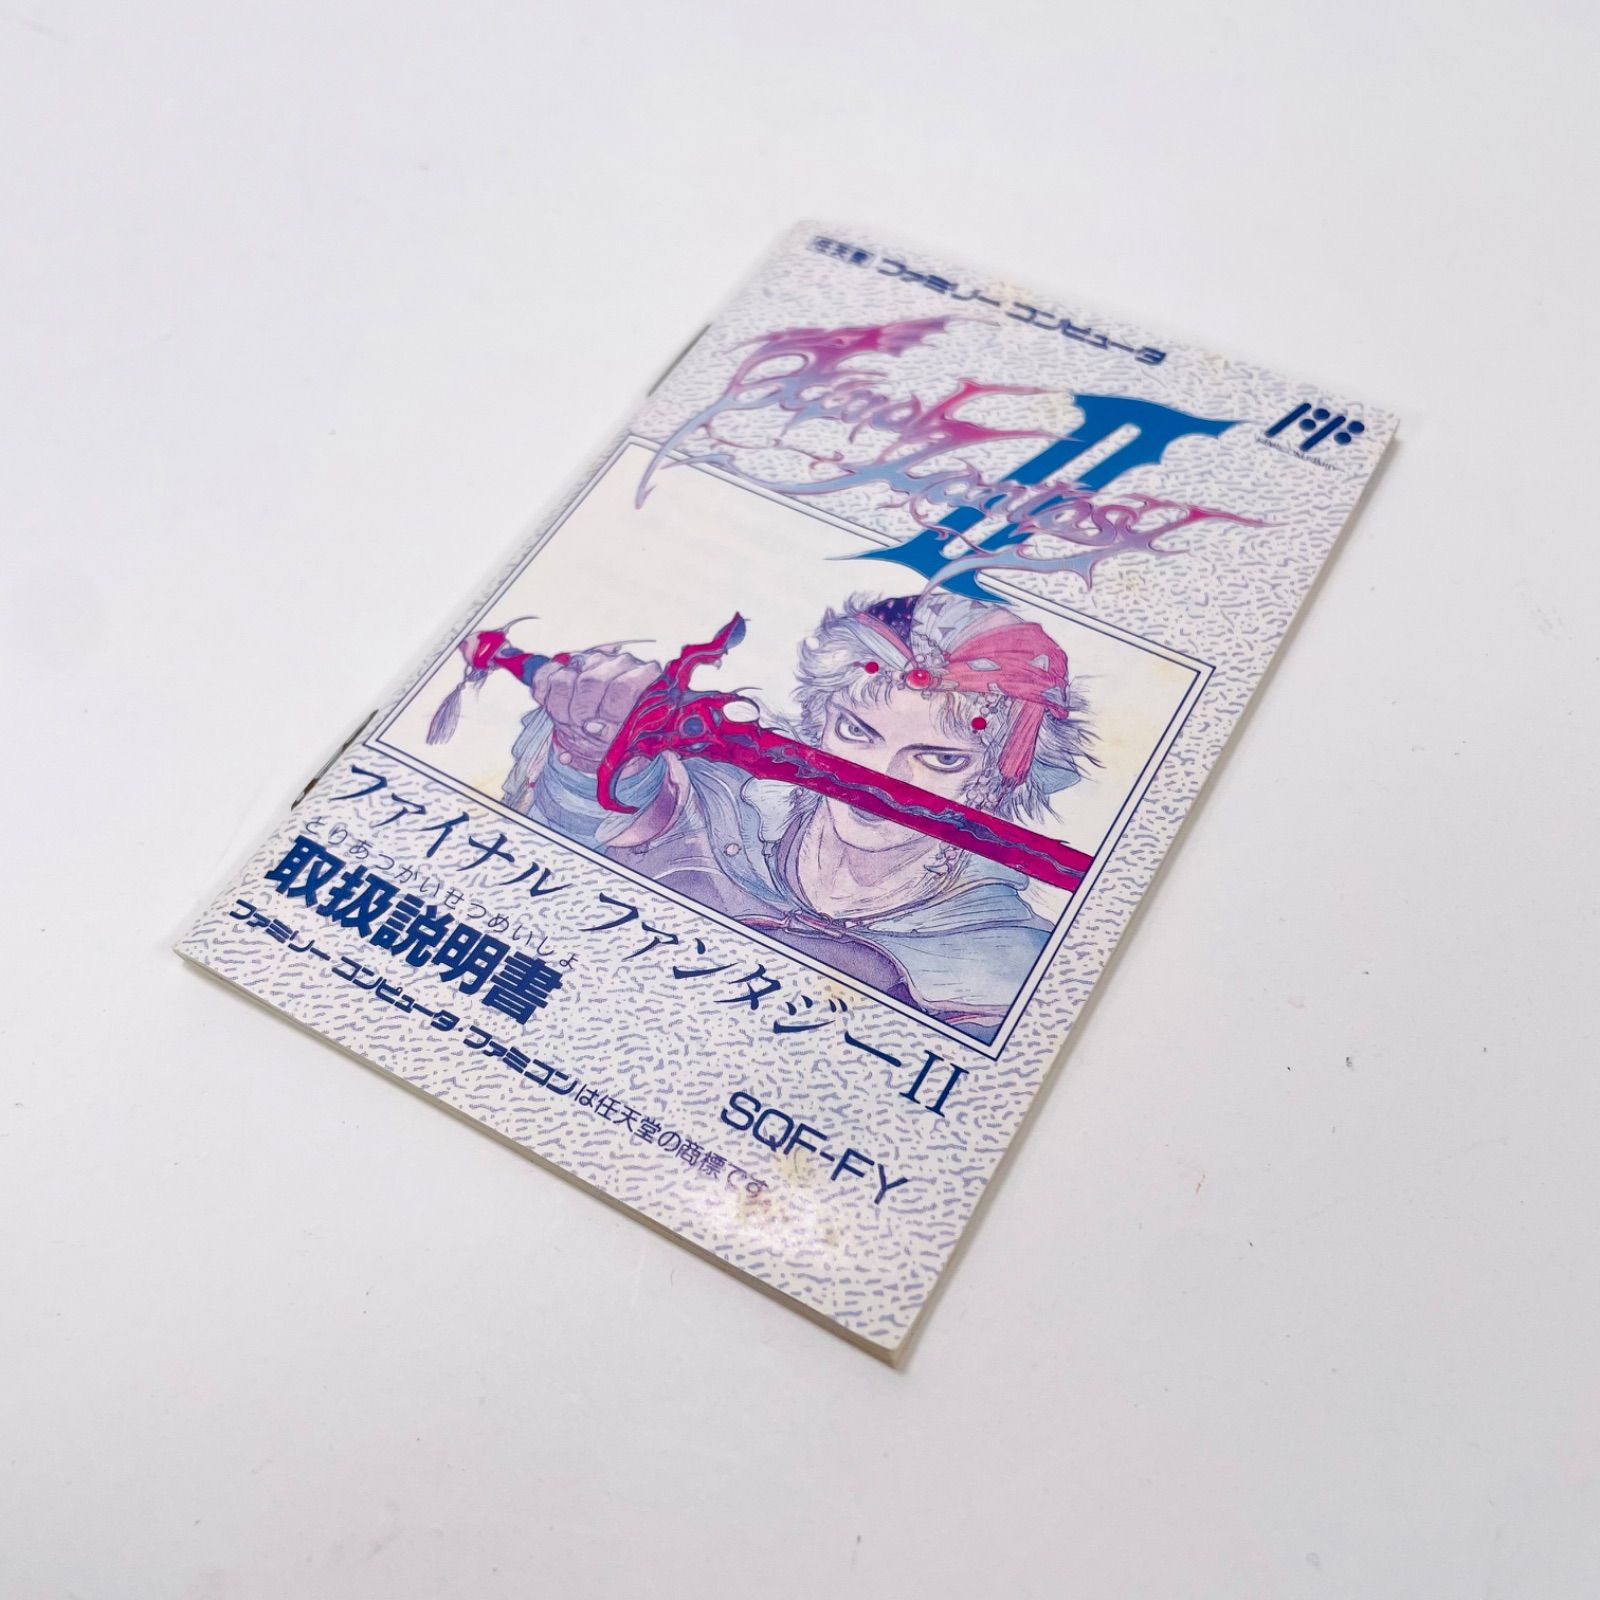 任天堂 ファミリー コンピュータ
Final Fantasy II
ファイナル ファンタジーII
とりあつかいせつめいしょ
取扱説明書
SQF-FY
ファミリー コンピュータ・ファミコンは任天堂の商標です